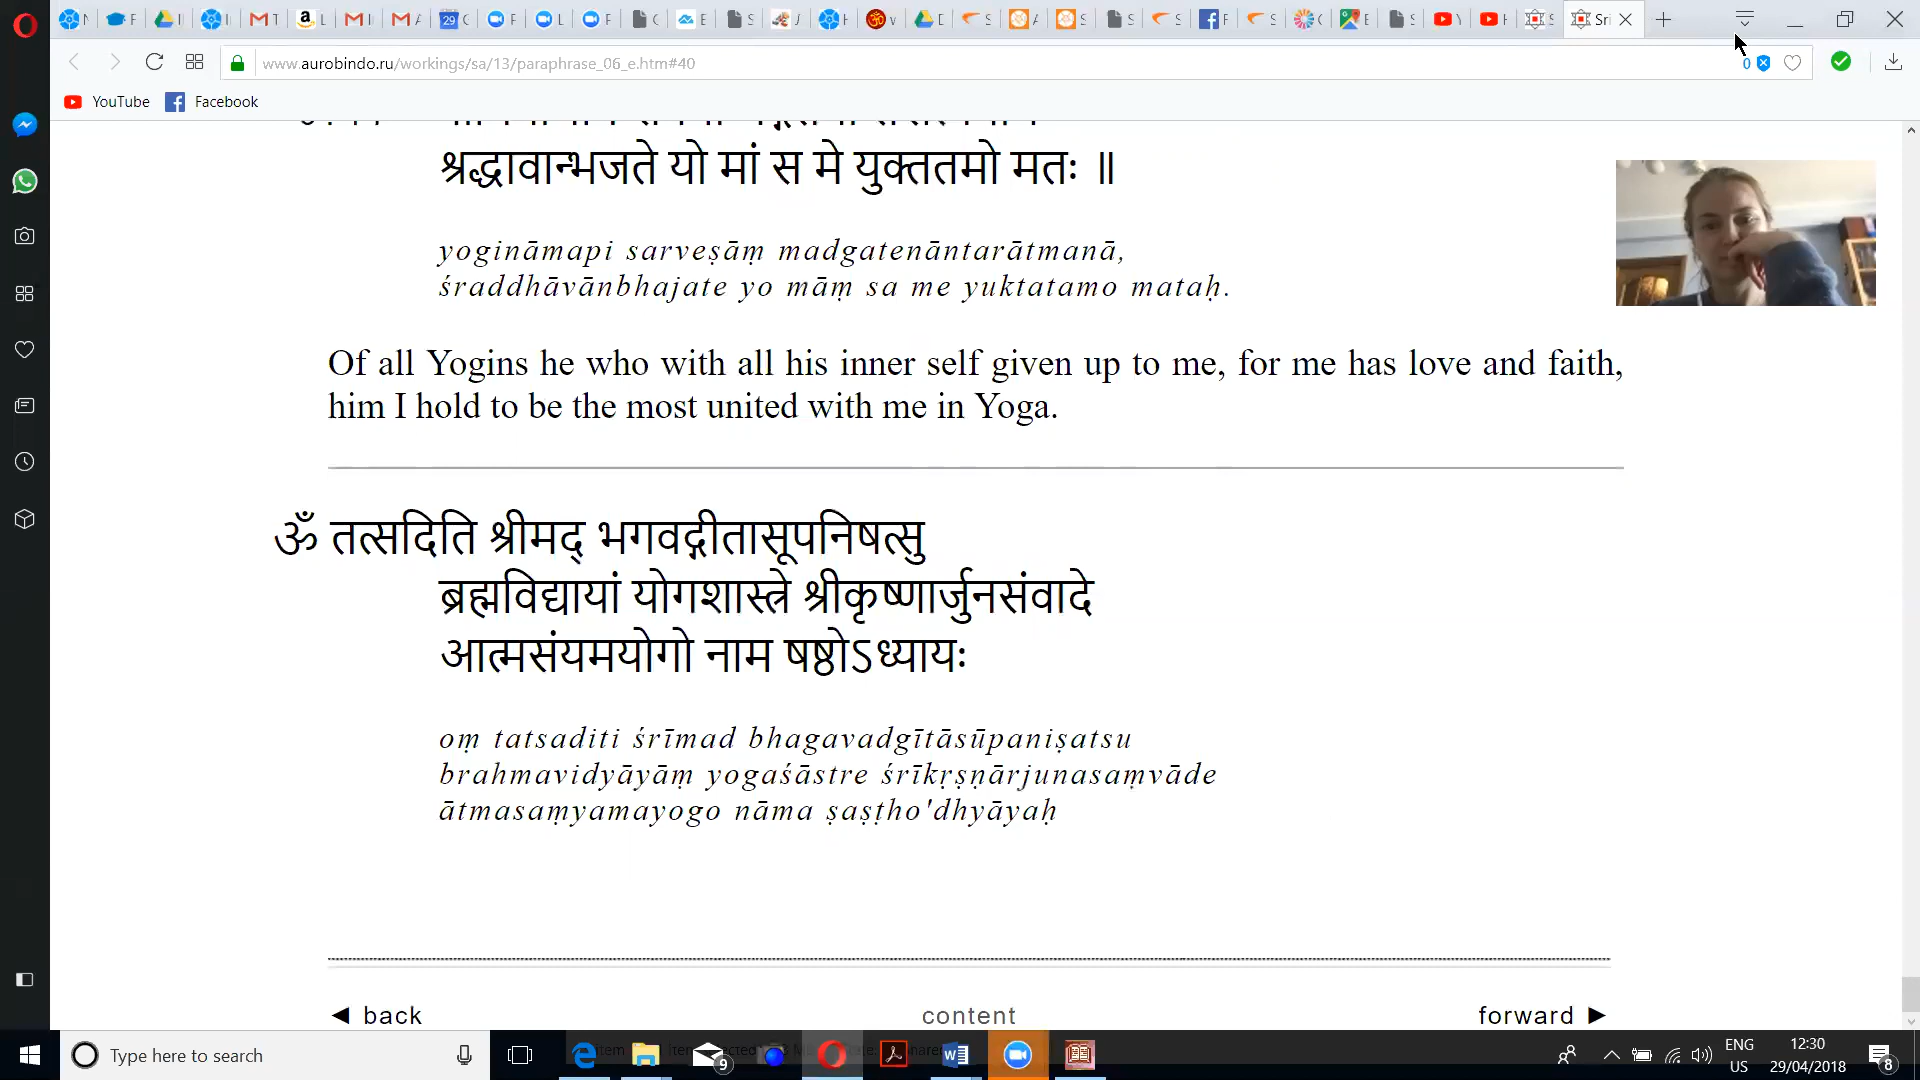 Sri
www.aurobindo.ru/workings/sa/13/paraphrase_06_e.htm#40
0
YouTube
Facebook
श्रद्धावान्भजते यो मां स मे युक्ततमो मतः ॥
yogināmapi sarveṣāṃ madgatenāntarātmanā,
śraddhāvānbhajate yo māṃ sa me yuktatamo mataḥ.
Of all Yogins he who with all his inner self given up to me, for me has love and faith,
him I hold to be the most united with me in Yoga.
ॐ तत्सदिति श्रीमद् भगवद्गीतासूपनिषत्सु
ब्रह्मविद्यायां योगशास्त्रे श्रीकृष्णार्जुनसंवादे
आत्मसंयमयोगो नाम षष्ठोऽध्यायः
oṃ tatsaditi śrīmad bhagavadgītāsūpaniṣatsu
brahmavidyāyāṃ yogaśāstre śrīkṛṣṇārjunasaṃvāde
ātmasaṃyamayogo nāma ṣaṣṭho'dhyāyaḥ
◄ back content forward ►
Type here to search
9
ENG
US
12:30
29/04/2018
8